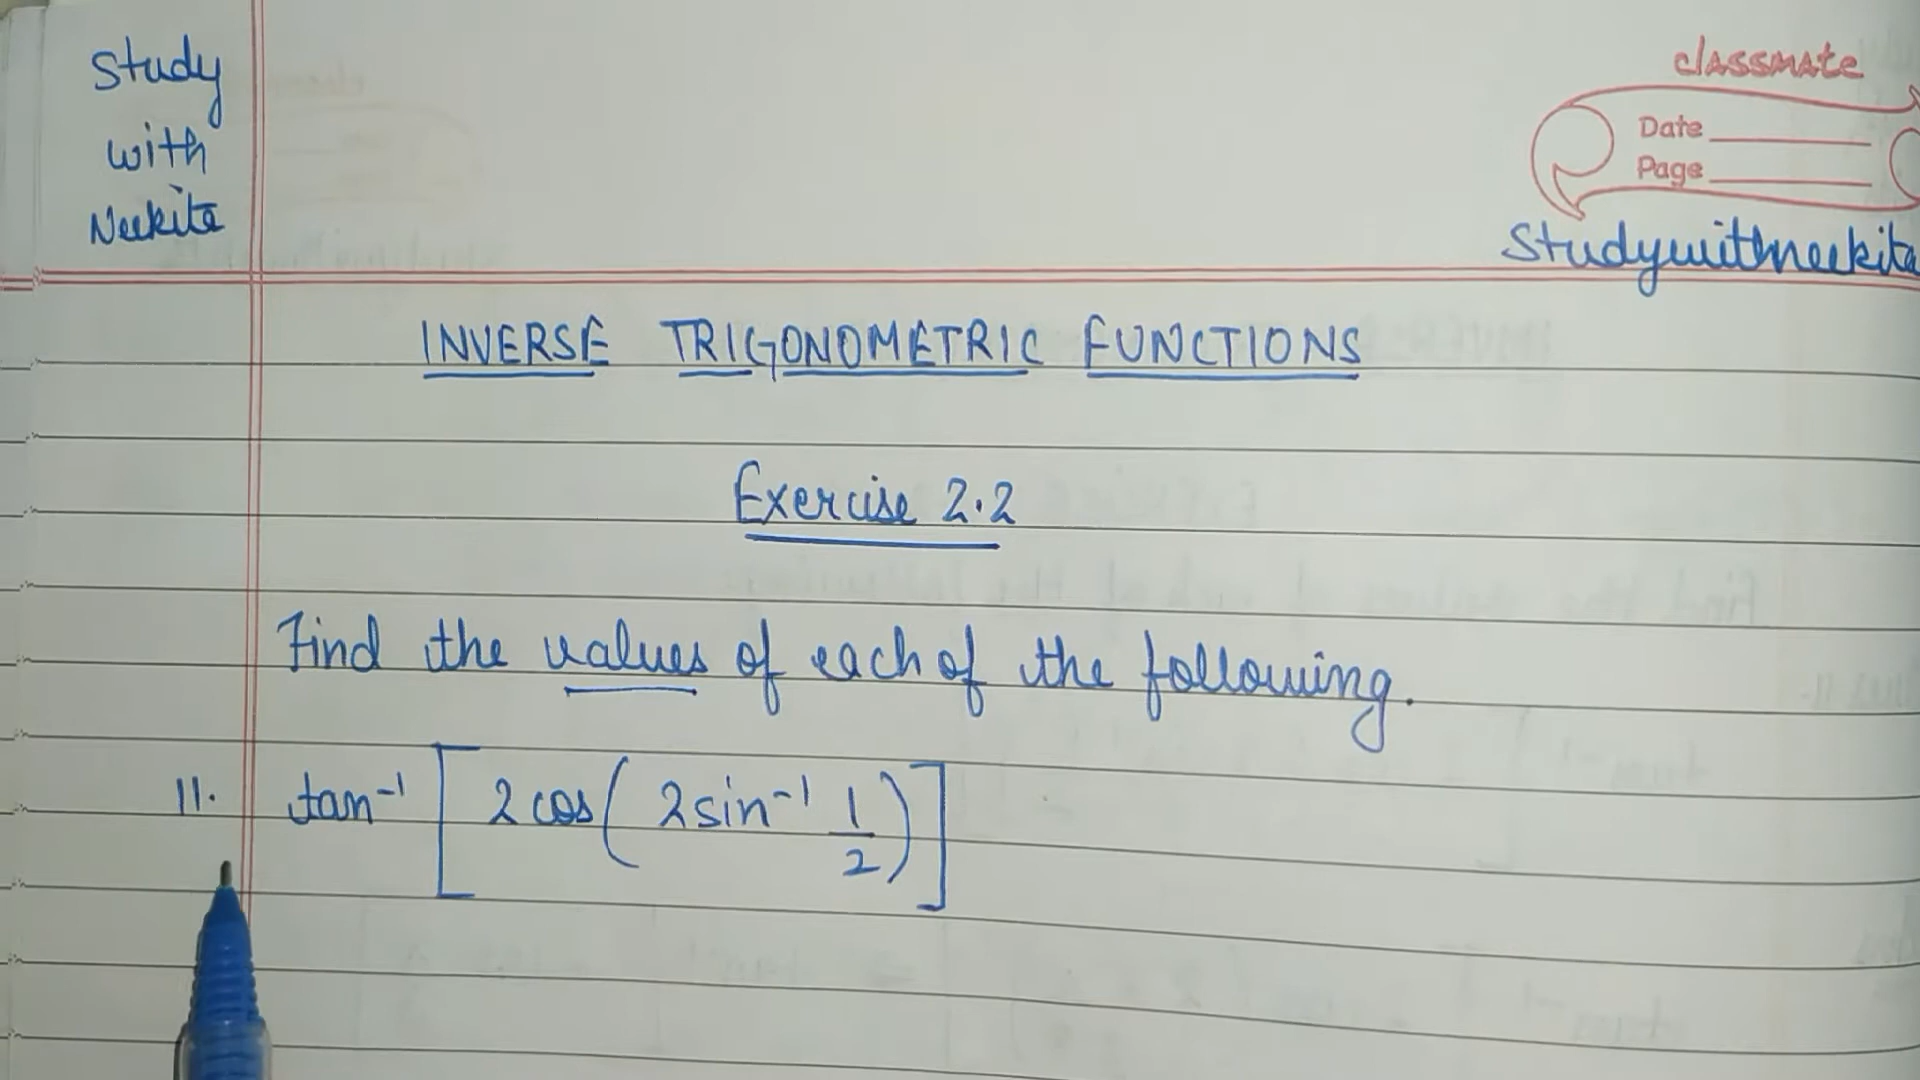 Study
with
Neekita
classmate
Date
Page
Studywithneekita
INVERSE TRIGONOMETRIC FUNCTIONS
Exercise 2.2
Find the values of each of the following.
11. tan⁻¹ [ 2 cos ( 2 sin⁻¹ 1/2 ) ]